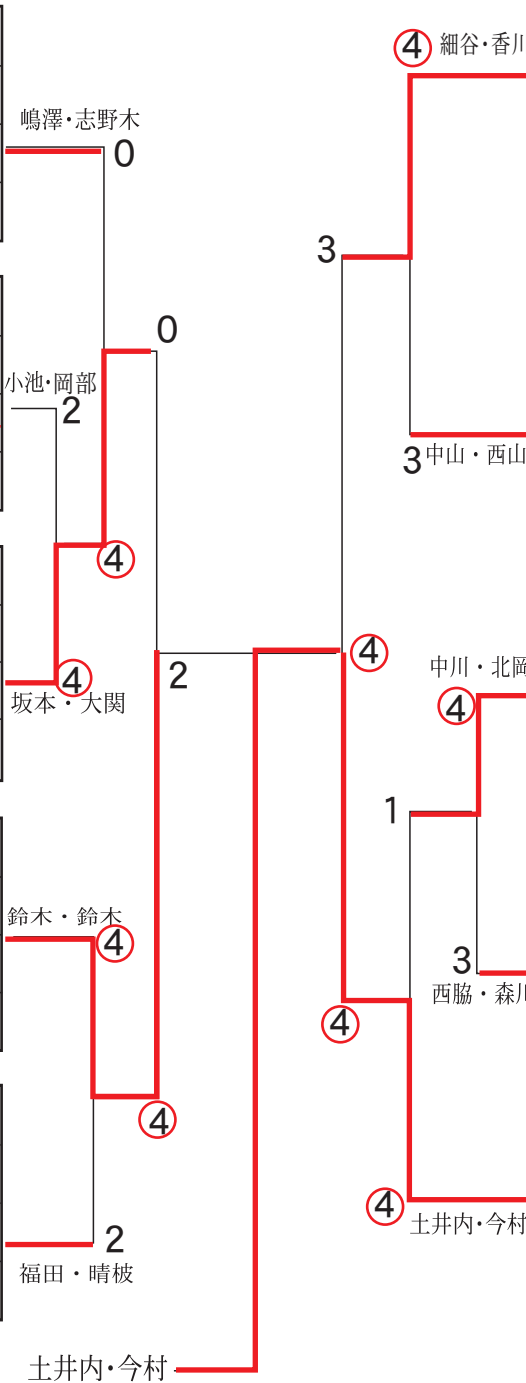 ④ 細谷・香川
嶋澤・志野木
0
3
0
小池・岡部
2
3 中山・西山
④
④
坂本・大関
④
2
中川・北岡
④
1
鈴木・鈴木
④
3
西脇・森川
④
④
④
土井内・今村
2
福田・晴柀
土井内・今村